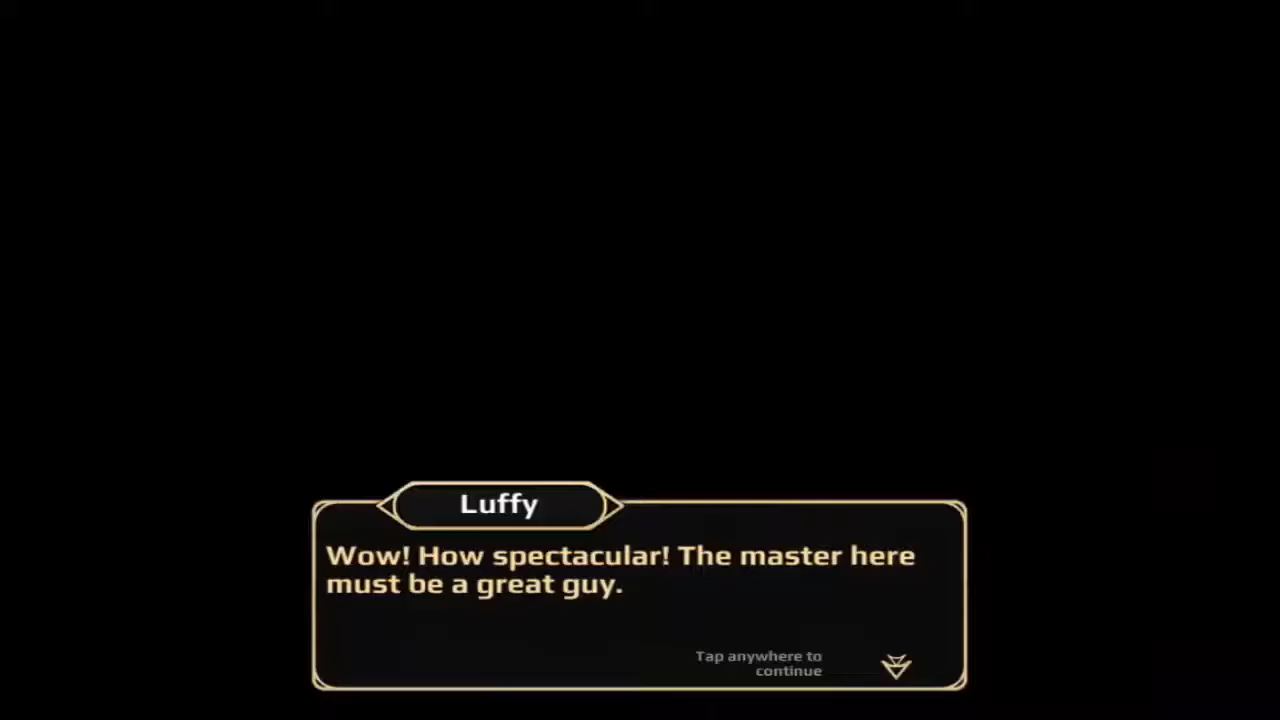 Luffy
Wow! How spectacular! The master here
must be a great guy.
Tap anywhere to
continue